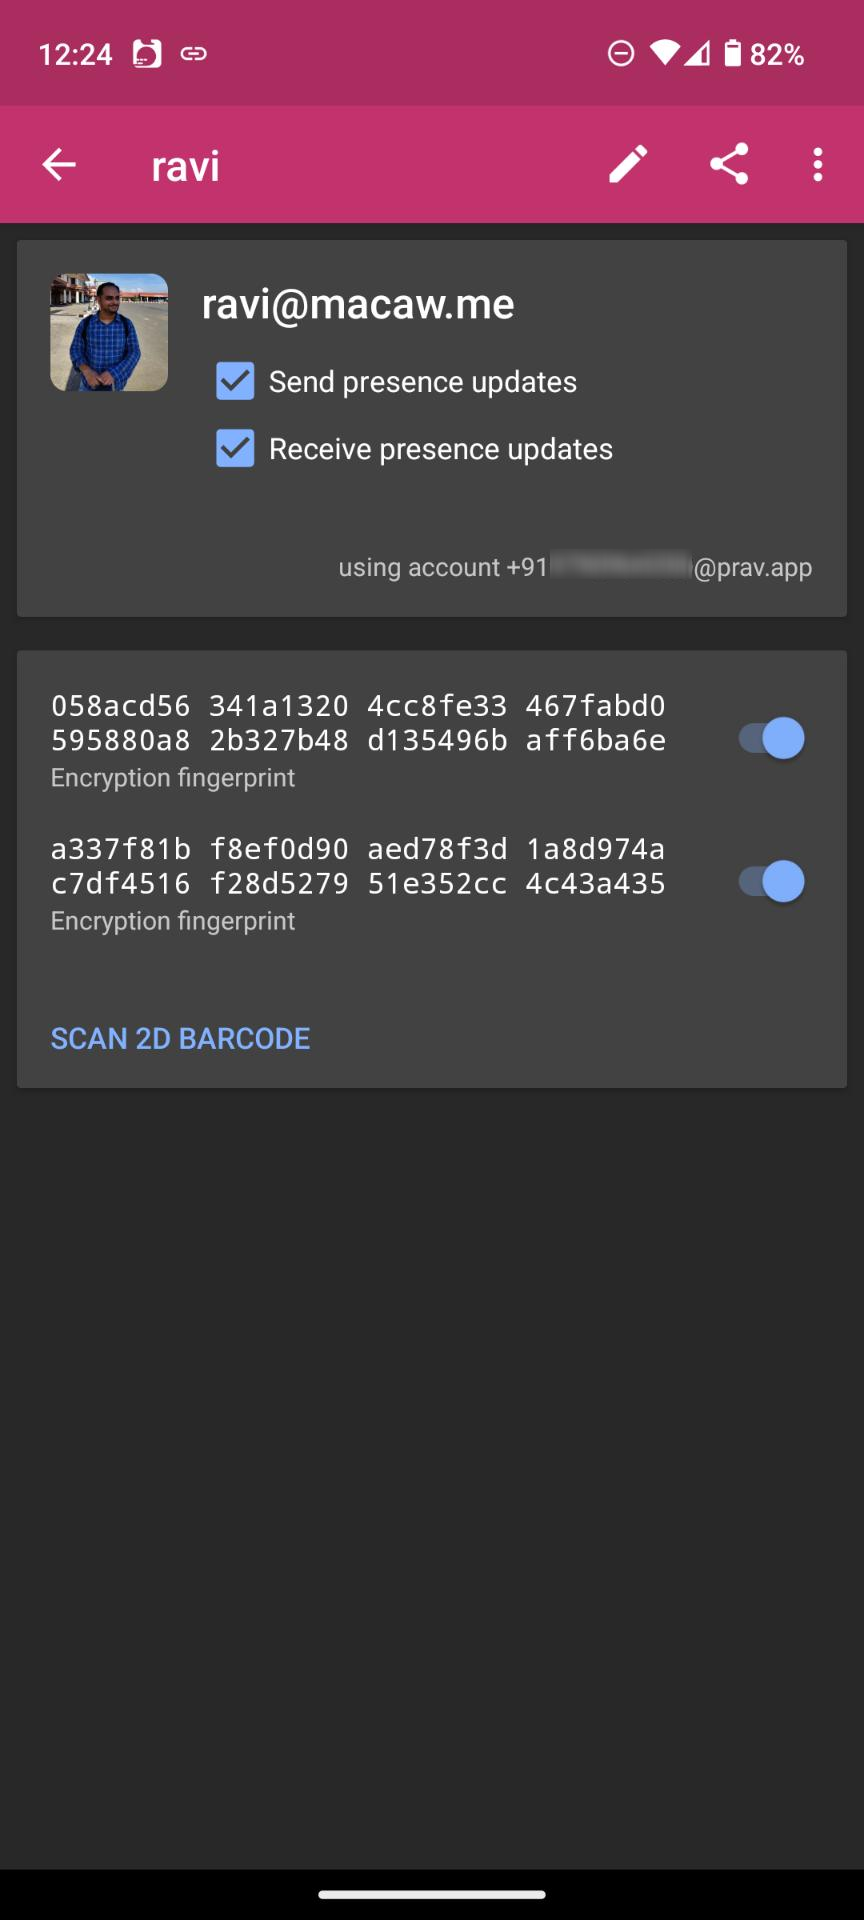 12:24
82%
ravi
ravi@macaw.me
Send presence updates
Receive presence updates
using account +91 @prav.app
058acd56 341a1320 4cc8fe33 467fabd0
595880a8 2b327b48 d135496b aff6ba6e
Encryption fingerprint
a337f81b f8ef0d90 aed78f3d 1a8d974a
c7df4516 f28d5279 51e352cc 4c43a435
Encryption fingerprint
SCAN 2D BARCODE